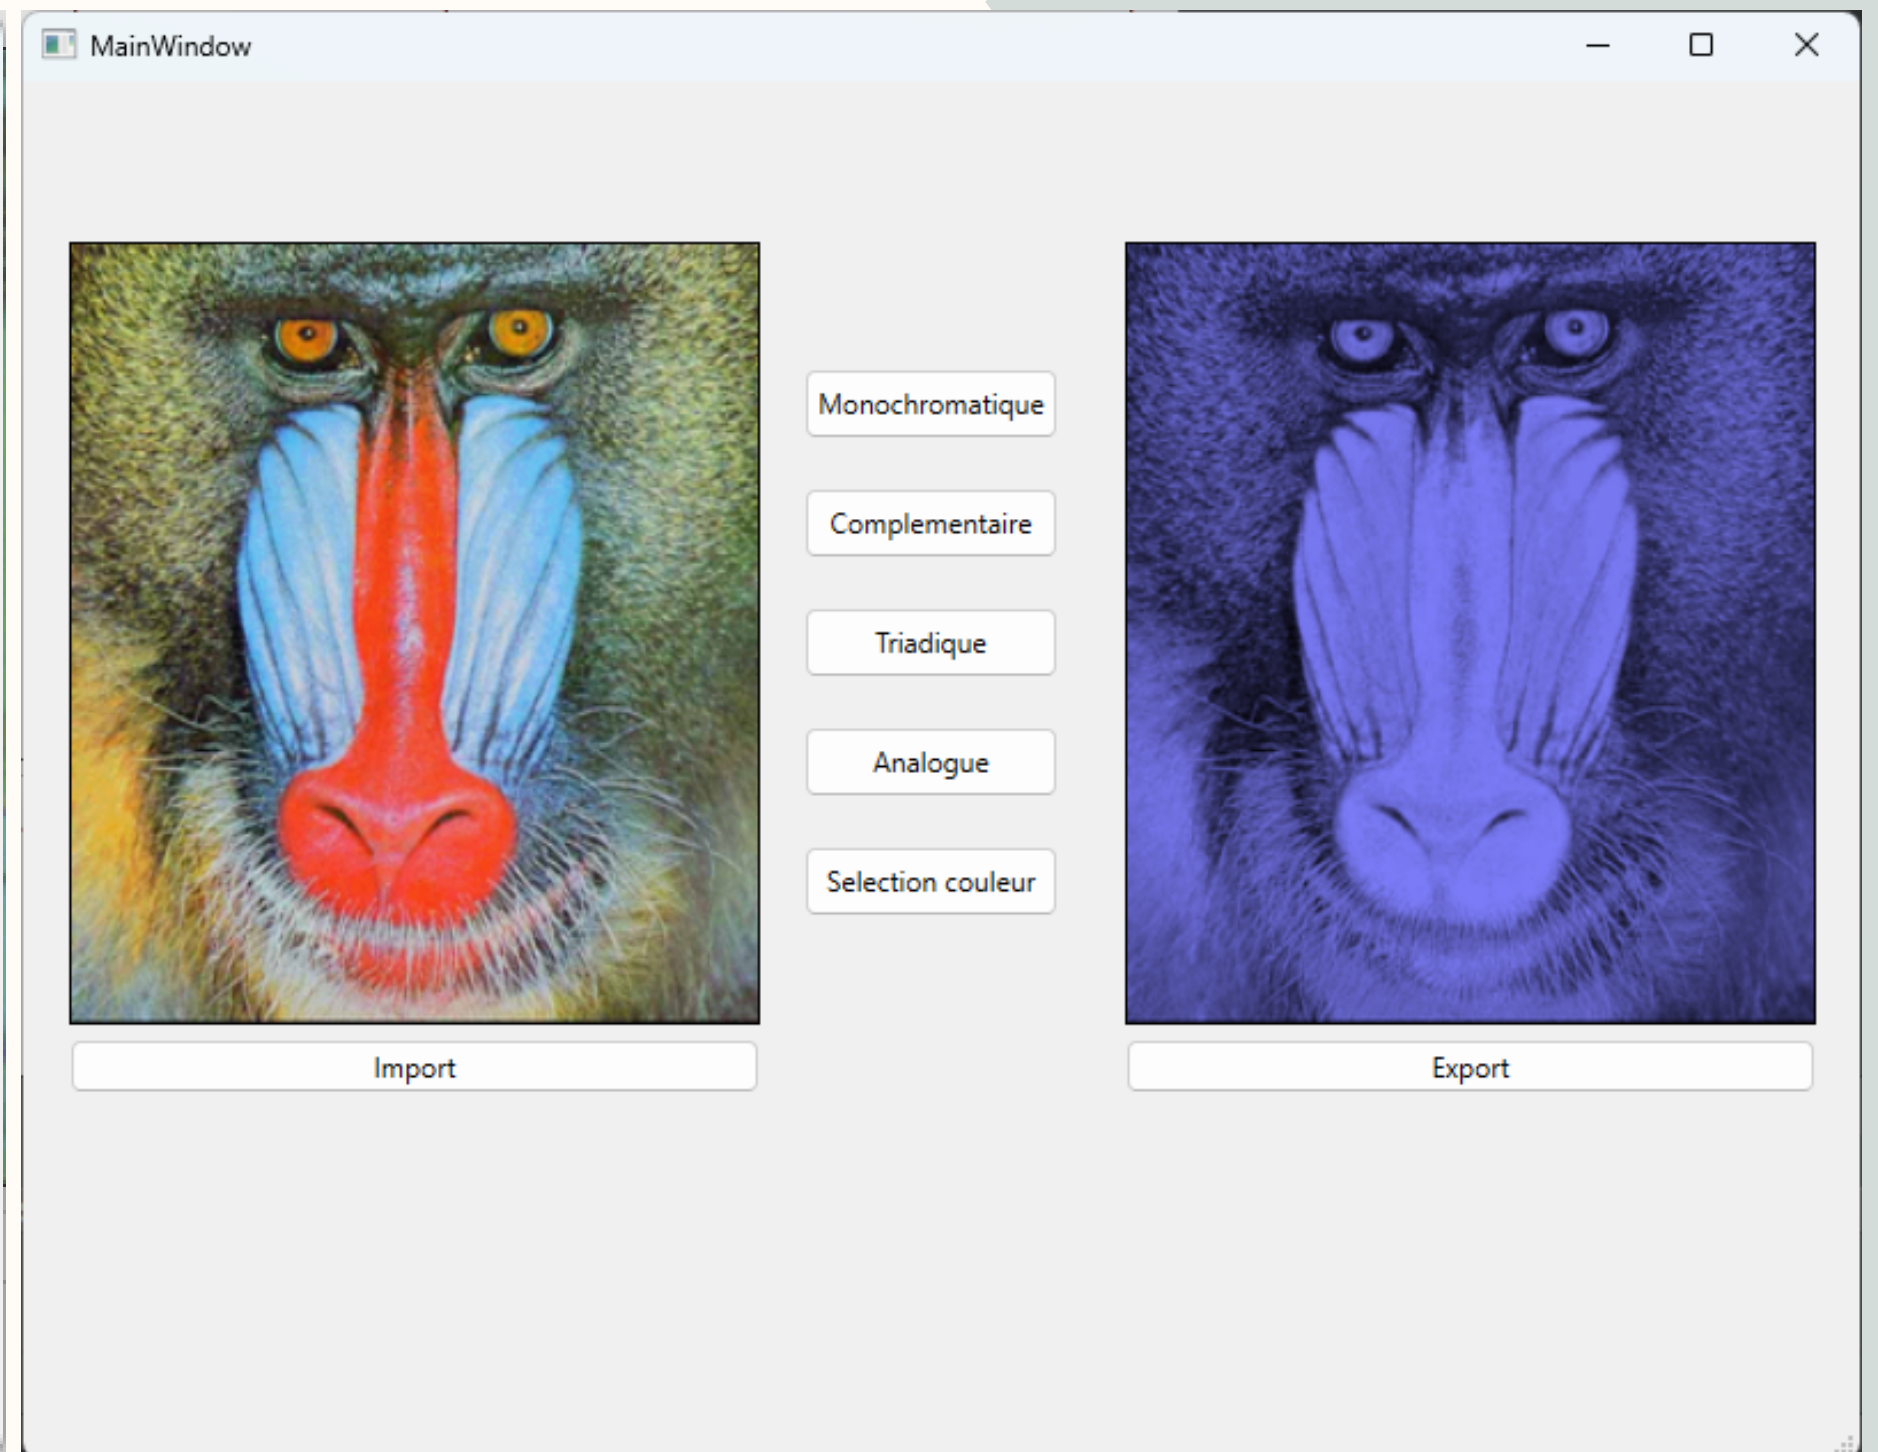 MainWindow
Monochromatique
Complementaire
Triadique
Analogue
Selection couleur
Import
Export